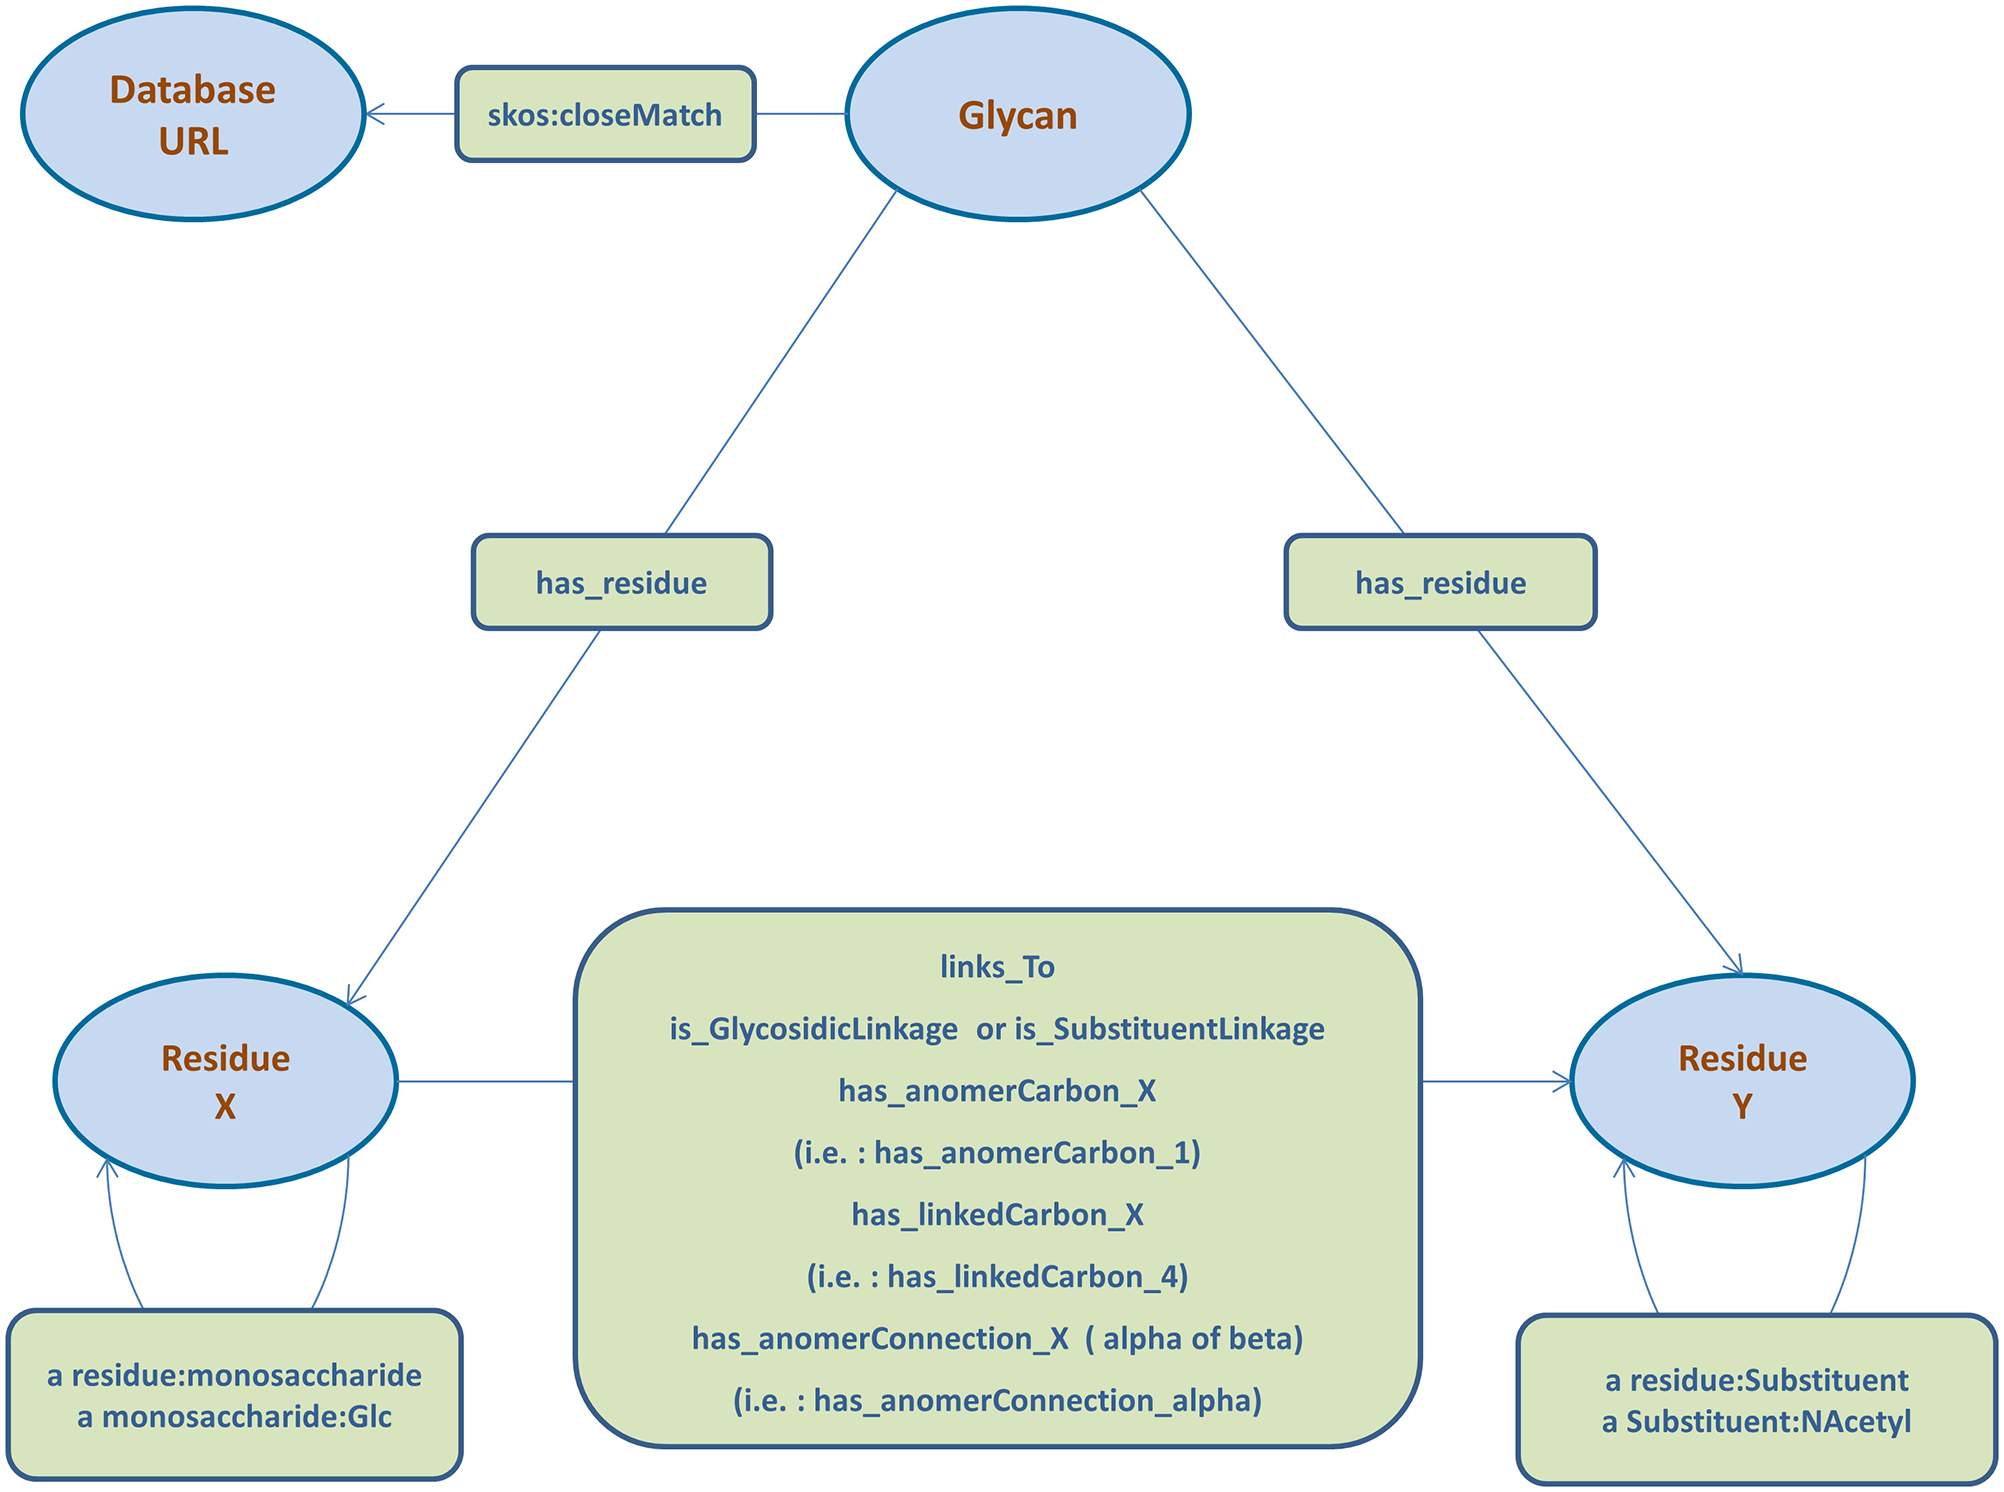 Database
URL
skos:closeMatch
Glycan
has_residue
has_residue
Residue
X
links_To
is_GlycosidicLinkage  or is_SubstituentLinkage
has_anomerCarbon_X
(i.e. : has_anomerCarbon_1)
has_linkedCarbon_X
(i.e. : has_linkedCarbon_4)
has_anomerConnection_X  ( alpha of beta)
(i.e. : has_anomerConnection_alpha)
Residue
Y
a residue:monosaccharide
a monosaccharide:Glc
a residue:Substituent
a Substituent:NAcetyl